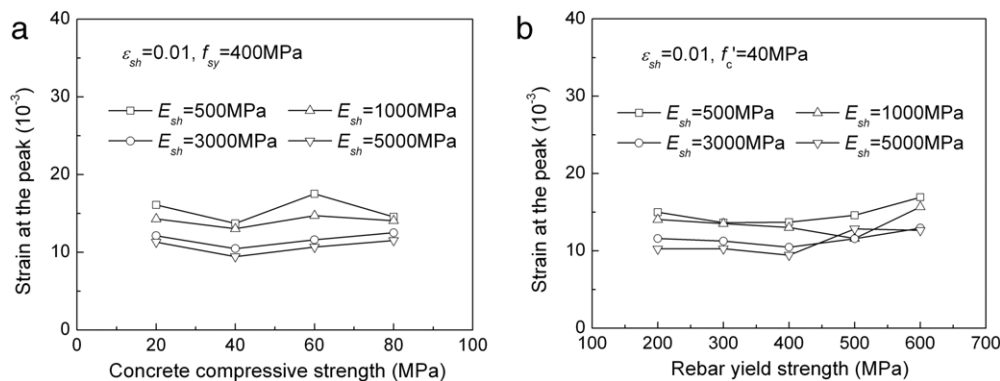 a
ε_sh=0.01, f_sy=400MPa
E_sh=500MPa E_sh=1000MPa
E_sh=3000MPa E_sh=5000MPa
40
30
20
10
0
0 20 40 60 80 100
Concrete compressive strength (MPa)
Strain at the peak (10⁻³)
b
ε_sh=0.01, f_c'=40MPa
E_sh=500MPa E_sh=1000MPa
E_sh=3000MPa E_sh=5000MPa
40
30
20
10
0
100 200 300 400 500 600 700
Rebar yield strength (MPa)
Strain at the peak (10⁻³)